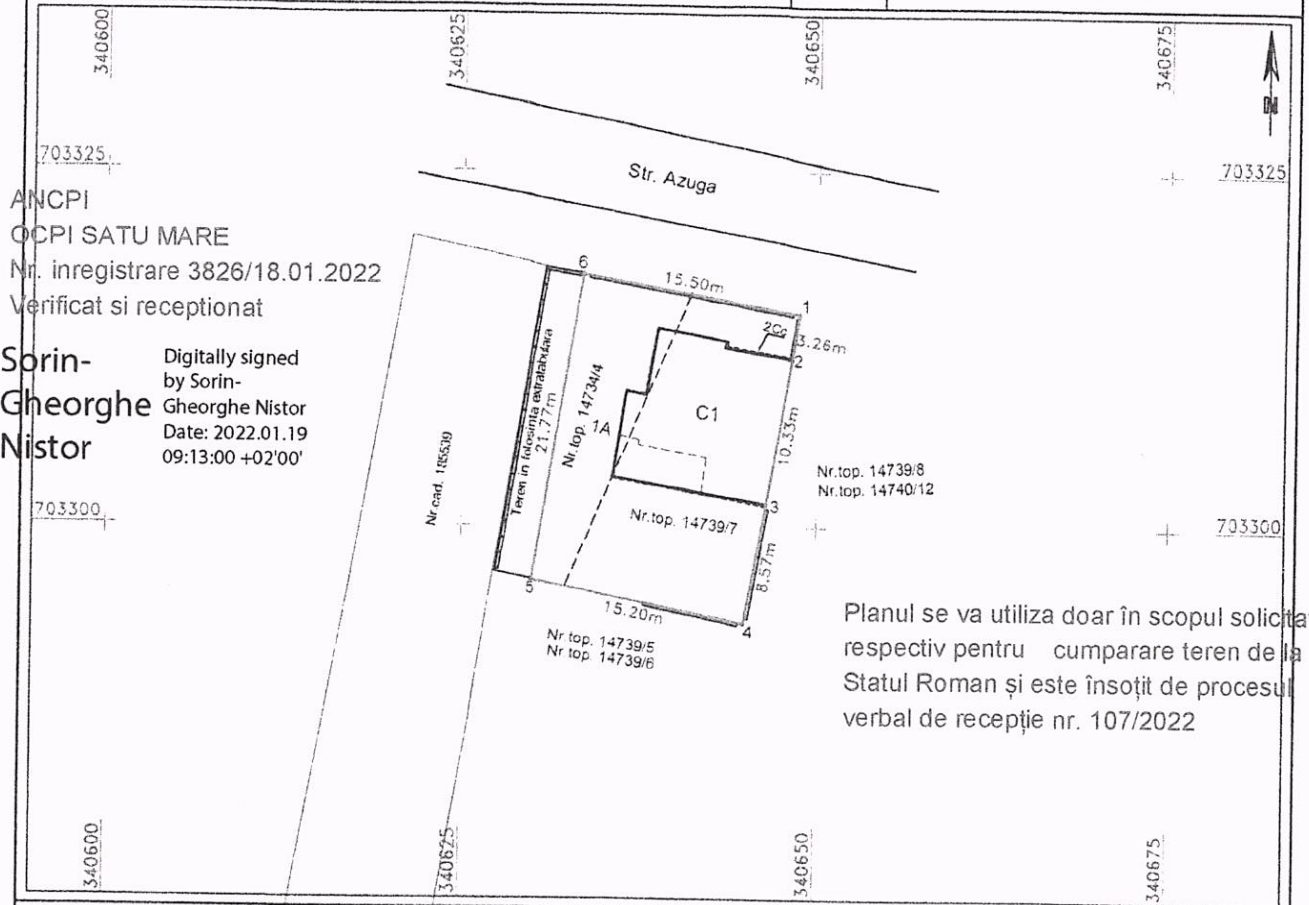 340600
340625
340650
340675
N
703325
703325
Str. Azuga
ANCPI
OCPI SATU MARE
Nr. inregistrare 3826/18.01.2022
Verificat si receptionat
Sorin-
Gheorghe
Nistor
Digitally signed
by Sorin-
Gheorghe Nistor
Date: 2022.01.19
09:13:00 +02'00'
6
15.50m
1
2Cc
3.26m
2
Teren in folosinta extratabulara
21.77m
Nr.top. 14734/4
1A
C1
10.33m
Nr.cad. 185539
Nr.top. 14739/8
Nr.top. 14740/12
703300
703300
3
Nr.top. 14739/7
8.57m
5
15.20m
4
Nr top. 14739/5
Nr top. 14739/6
Planul se va utiliza doar în scopul solicita
respectiv pentru cumparare teren de la
Statul Roman și este însoțit de procesul
verbal de recepție nr. 107/2022
340600
340625
340650
340675